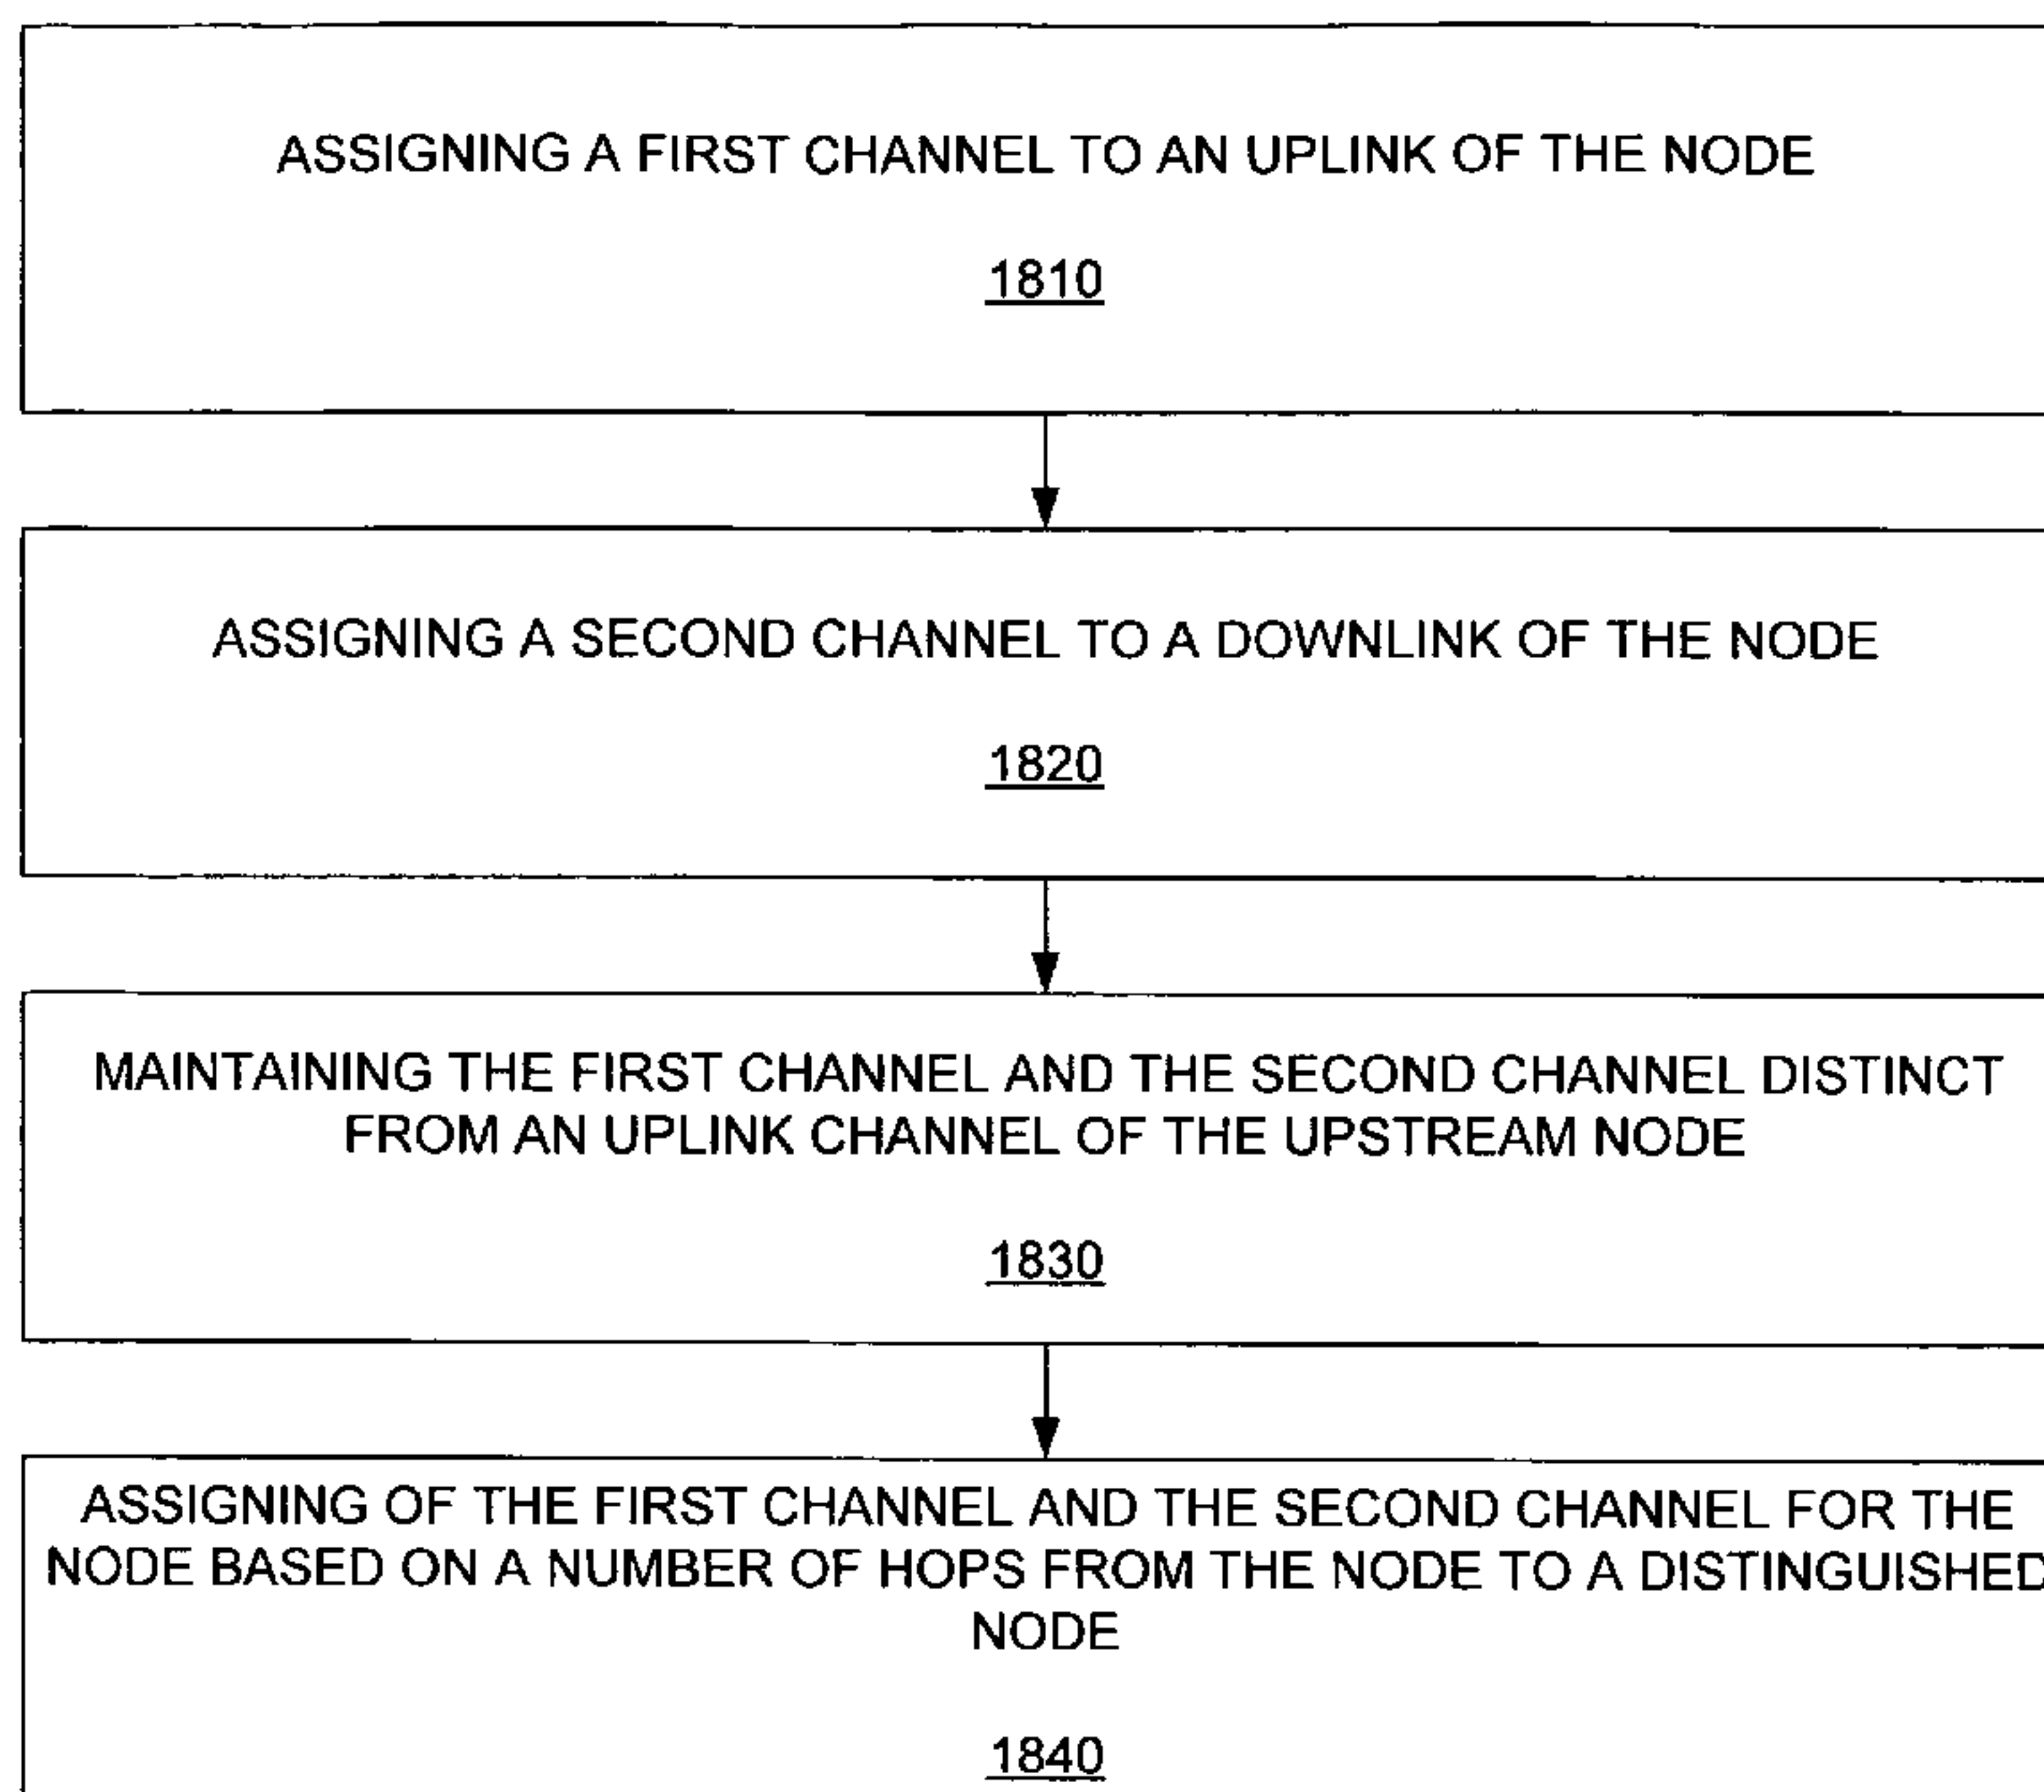 ASSIGNING A FIRST CHANNEL TO AN UPLINK OF THE NODE
1810
ASSIGNING A SECOND CHANNEL TO A DOWNLINK OF THE NODE
1820
MAINTAINING THE FIRST CHANNEL AND THE SECOND CHANNEL DISTINCT
FROM AN UPLINK CHANNEL OF THE UPSTREAM NODE
1830
ASSIGNING OF THE FIRST CHANNEL AND THE SECOND CHANNEL FOR THE
NODE BASED ON A NUMBER OF HOPS FROM THE NODE TO A DISTINGUISHED
NODE
1840